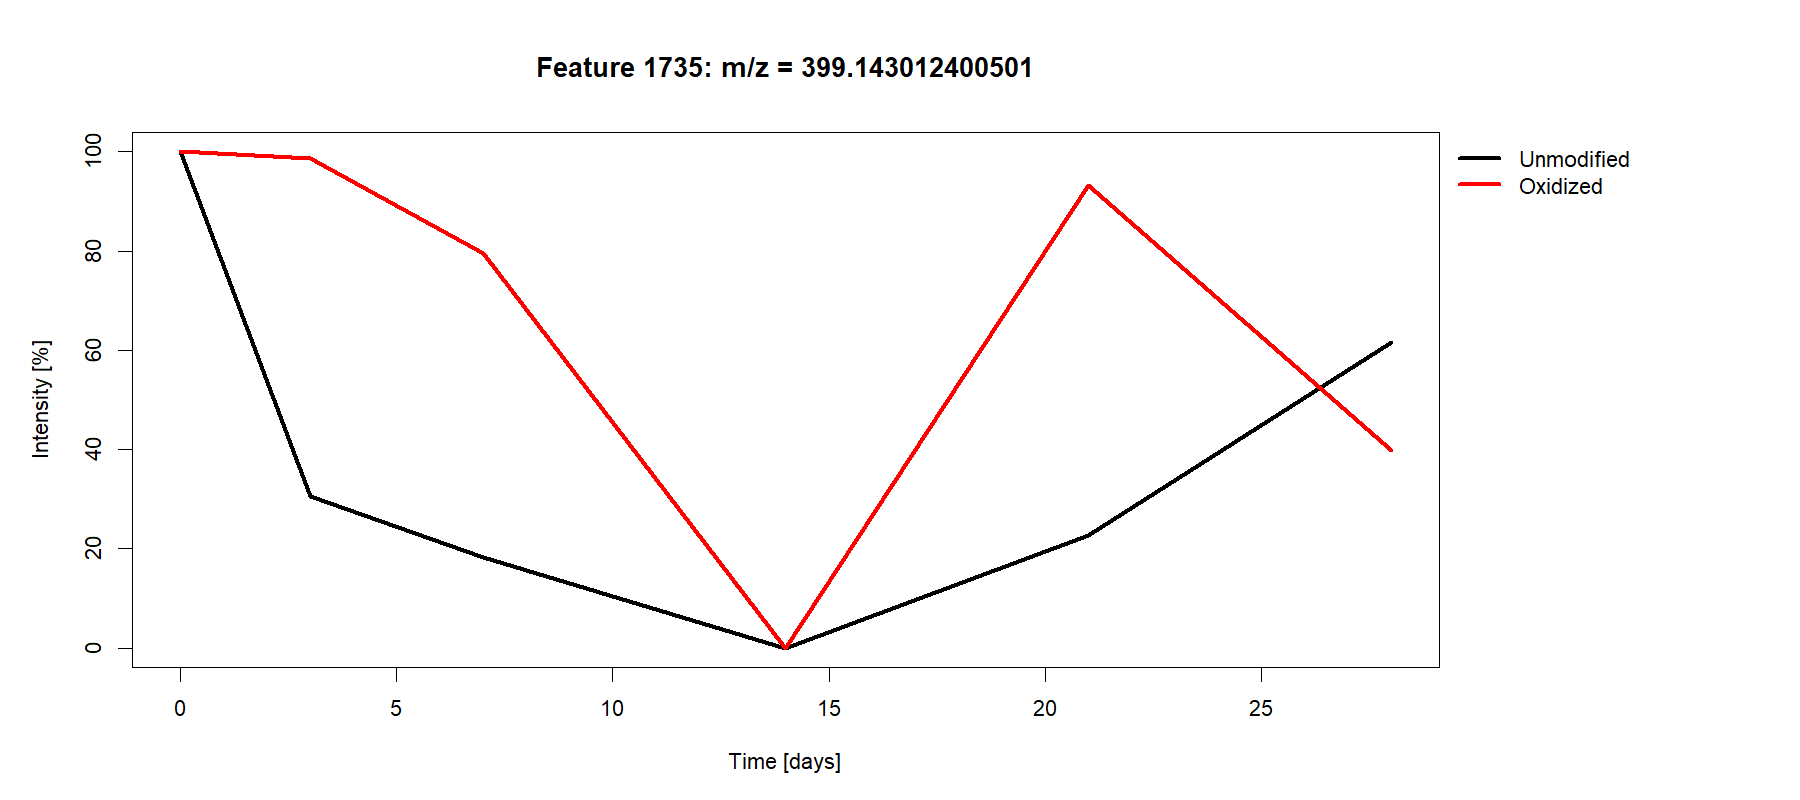 Feature 1735: m/z = 399.143012400501
Unmodified
Oxidized
Intensity [%]
100
80
60
40
20
0
0 5 10 15 20 25
Time [days]